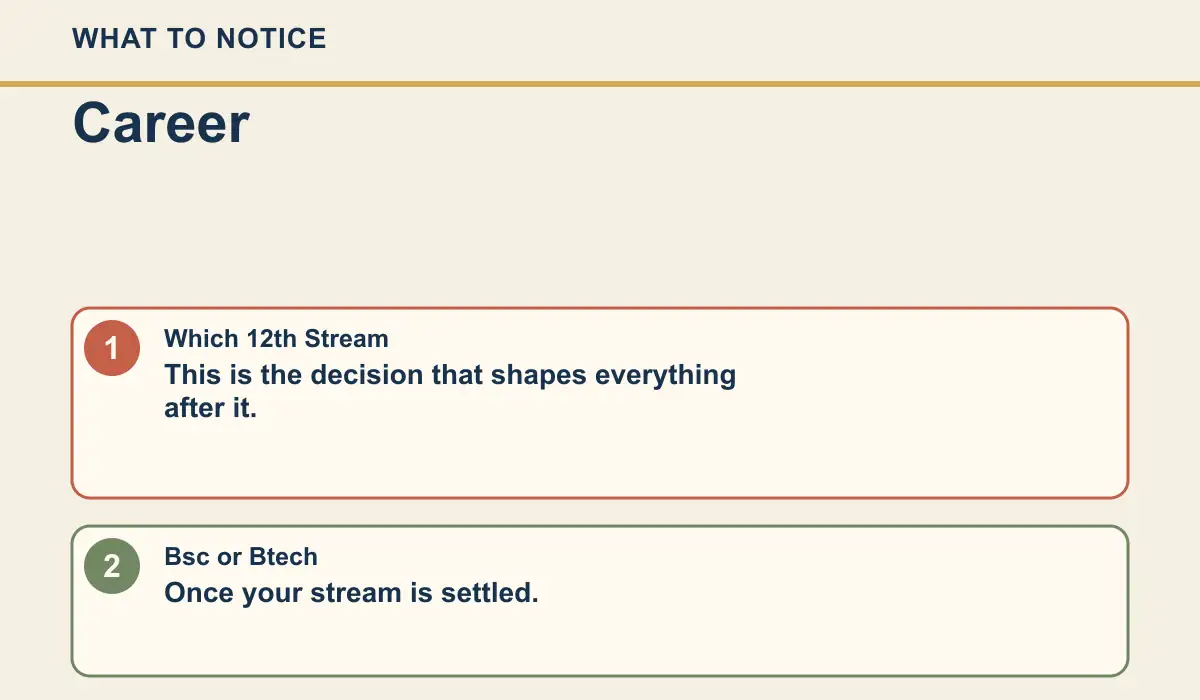 WHAT TO NOTICE
Career
1
Which 12th Stream
This is the decision that shapes everything
after it.
2
Bsc or Btech
Once your stream is settled.